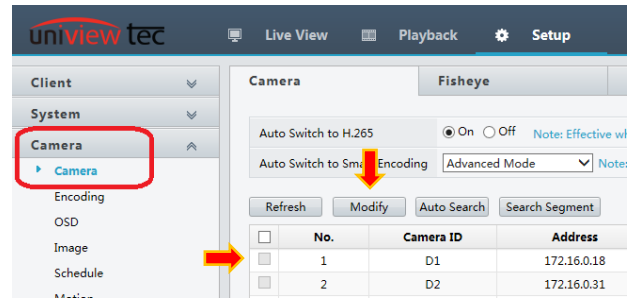 uniview tec
Live View Playback Setup
Client
System
Camera
Camera
Encoding
OSD
Image
Schedule
Camera Fisheye
Auto Switch to H.265 On Off Note: Effective
Auto Switch to Encoding Advanced Mode Note:
Refresh Modify Auto Search Search Segment
No. Camera ID Address
1 D1 172.16.0.18
2 D2 172.16.0.31